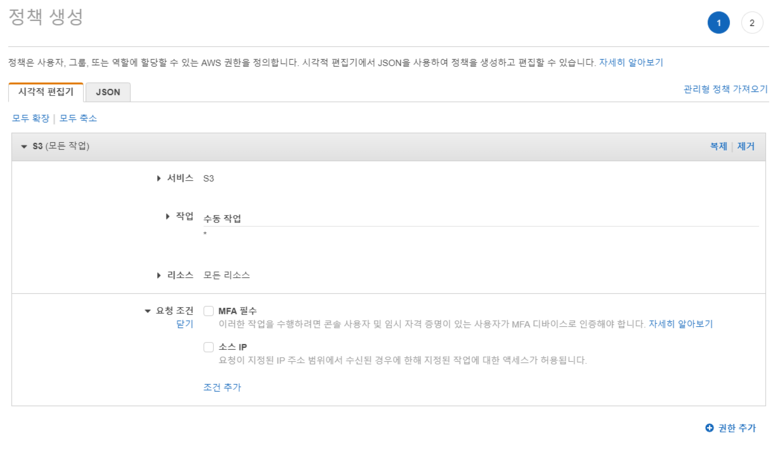 정책 생성
1 2
정책은 사용자, 그룹, 또는 역할에 할당할 수 있는 AWS 권한을 정의합니다. 시각적 편집기에서 JSON을 사용하여 정책을 생성하고 편집할 수 있습니다. 자세히 알아보기
시각적 편집기 JSON 관리형 정책 가져오기
모두 확장 | 모두 축소
S3 (모든 작업) 복제 | 제거
서비스 S3
작업 수동 작업
*
리소스 모든 리소스
요청 조건 MFA 필수
닫기 이러한 작업을 수행하려면 콘솔 사용자 및 임시 자격 증명이 있는 사용자가 MFA 디바이스로 인증해야 합니다. 자세히 알아보기
소스 IP
요청이 지정된 IP 주소 범위에서 수신된 경우에 한해 지정된 작업에 대한 액세스가 허용됩니다.
조건 추가
권한 추가